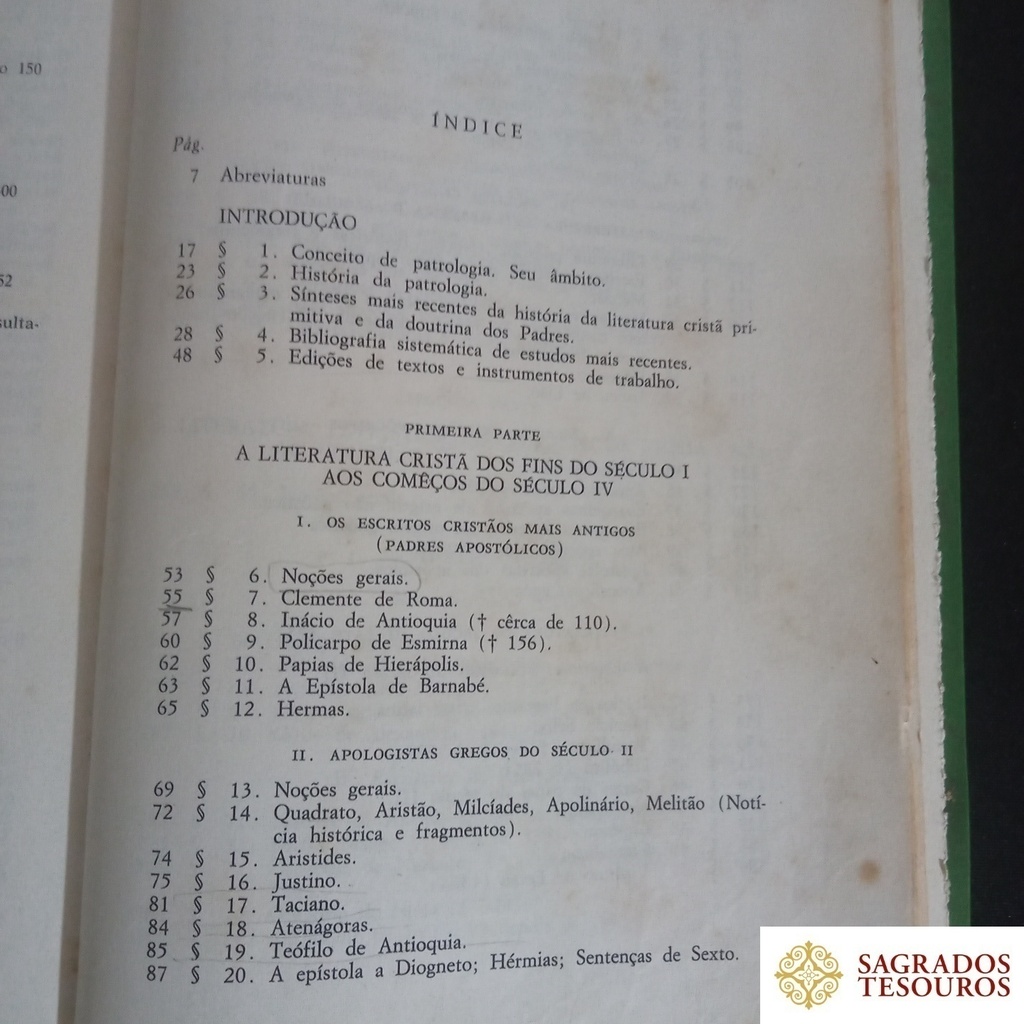 o 150
00
52
sulta-
ÍNDICE
Pág.
7 Abreviaturas
INTRODUÇÃO
17 § 1. Conceito de patrologia. Seu âmbito.
23 § 2. História da patrologia.
26 § 3. Sínteses mais recentes da história da literatura cristã pri-
mitiva e da doutrina dos Padres.
28 § 4. Bibliografia sistemática de estudos mais recentes.
48 § 5. Edições de textos e instrumentos de trabalho.
PRIMEIRA PARTE
A LITERATURA CRISTÃ DOS FINS DO SÉCULO I
AOS COMÊÇOS DO SÉCULO IV
I. OS ESCRITOS CRISTÃOS MAIS ANTIGOS
(PADRES APOSTÓLICOS)
53 § 6. Noções gerais.
55 § 7. Clemente de Roma.
57 § 8. Inácio de Antioquia († cêrca de 110).
60 § 9. Policarpo de Esmirna († 156).
62 § 10. Papias de Hierápolis.
63 § 11. A Epístola de Barnabé.
65 § 12. Hermas.
II. APOLOGISTAS GREGOS DO SÉCULO II
69 § 13. Noções gerais.
72 § 14. Quadrato, Aristão, Milcíades, Apolinário, Melitão (Notí-
cia histórica e fragmentos).
74 § 15. Aristides.
75 § 16. Justino.
81 § 17. Taciano.
84 § 18. Atenágoras.
85 § 19. Teófilo de Antioquia.
87 § 20. A epístola a Diogneto; Hérmias; Sentenças de Sexto.
SAGRADOS
TESOUROS